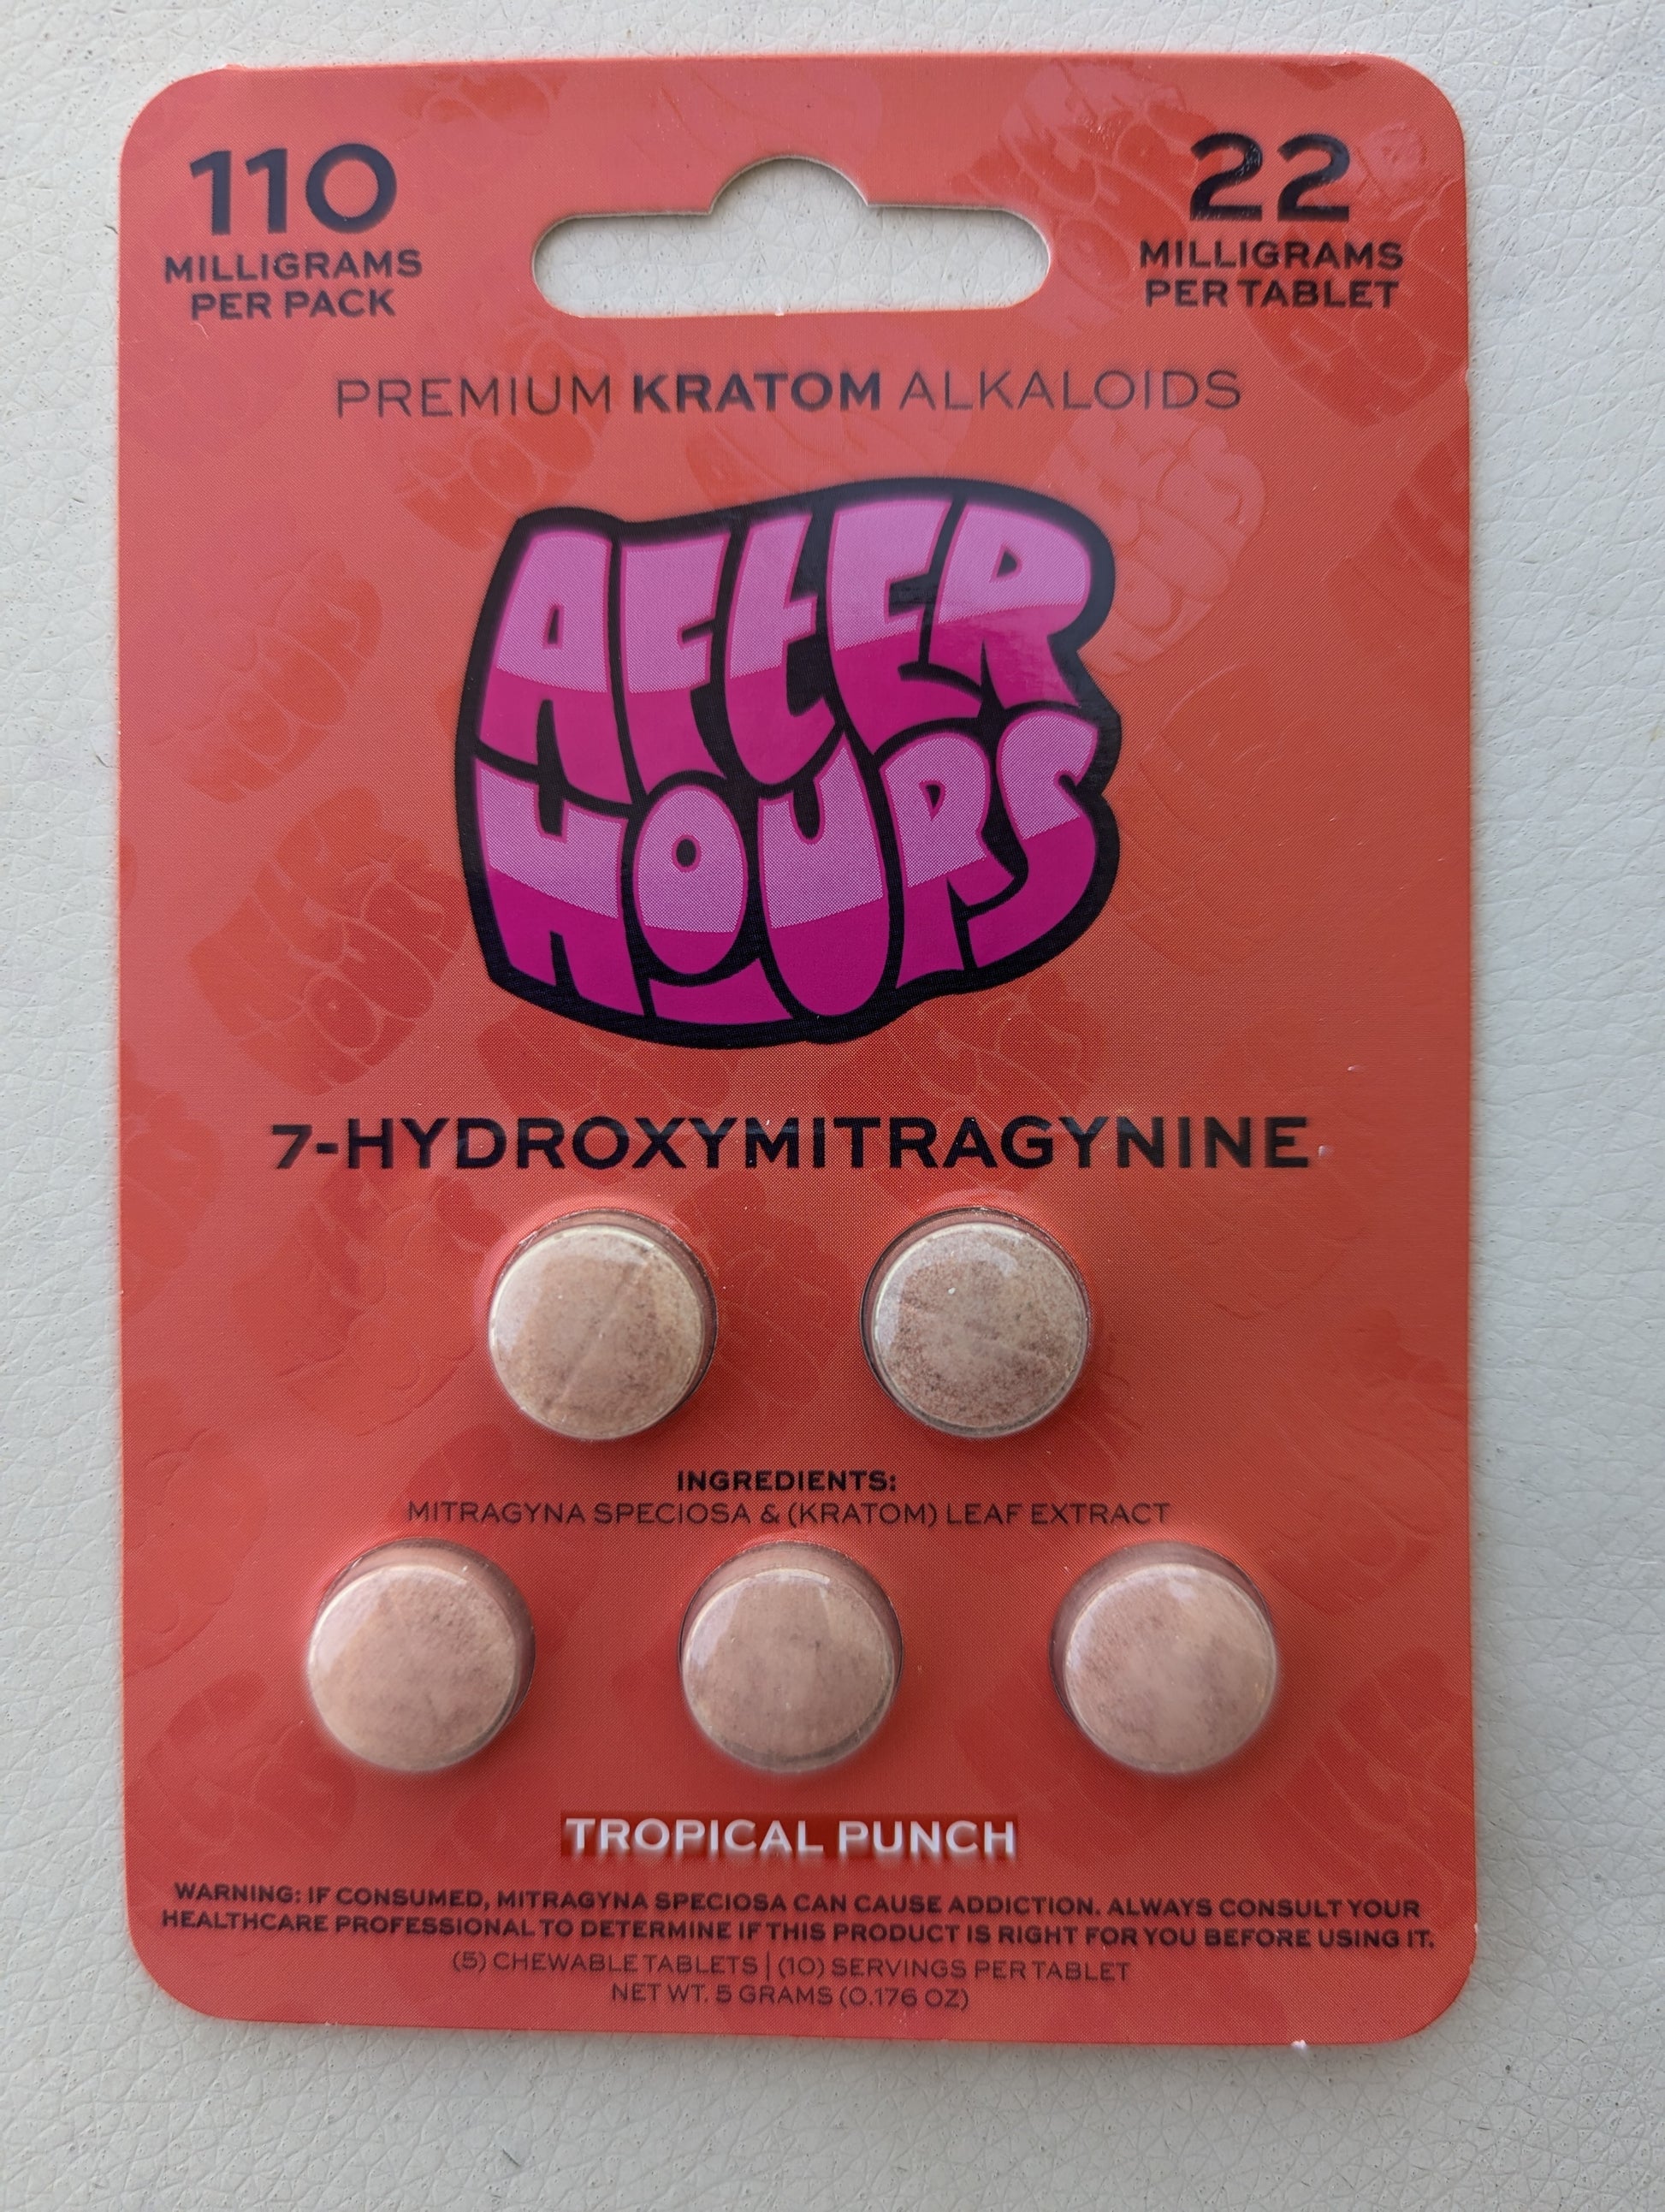 110
MILLIGRAMS
PER PACK
22
MILLIGRAMS
PER TABLET
PREMIUM KRATOM ALKALOIDS
AFTER
HOURS
7-HYDROXYMITRAGYNINE
INGREDIENTS:
MITRAGYNA SPECIOSA & (KRATOM) LEAF EXTRACT
TROPICAL PUNCH
WARNING: IF CONSUMED, MITRAGYNA SPECIOSA CAN CAUSE ADDICTION. ALWAYS CONSULT YOUR
HEALTHCARE PROFESSIONAL TO DETERMINE IF THIS PRODUCT IS RIGHT FOR YOU BEFORE USING IT.
(5) CHEWABLE TABLETS | (10) SERVINGS PER TABLET
NET WT. 5 GRAMS (0.176 OZ)